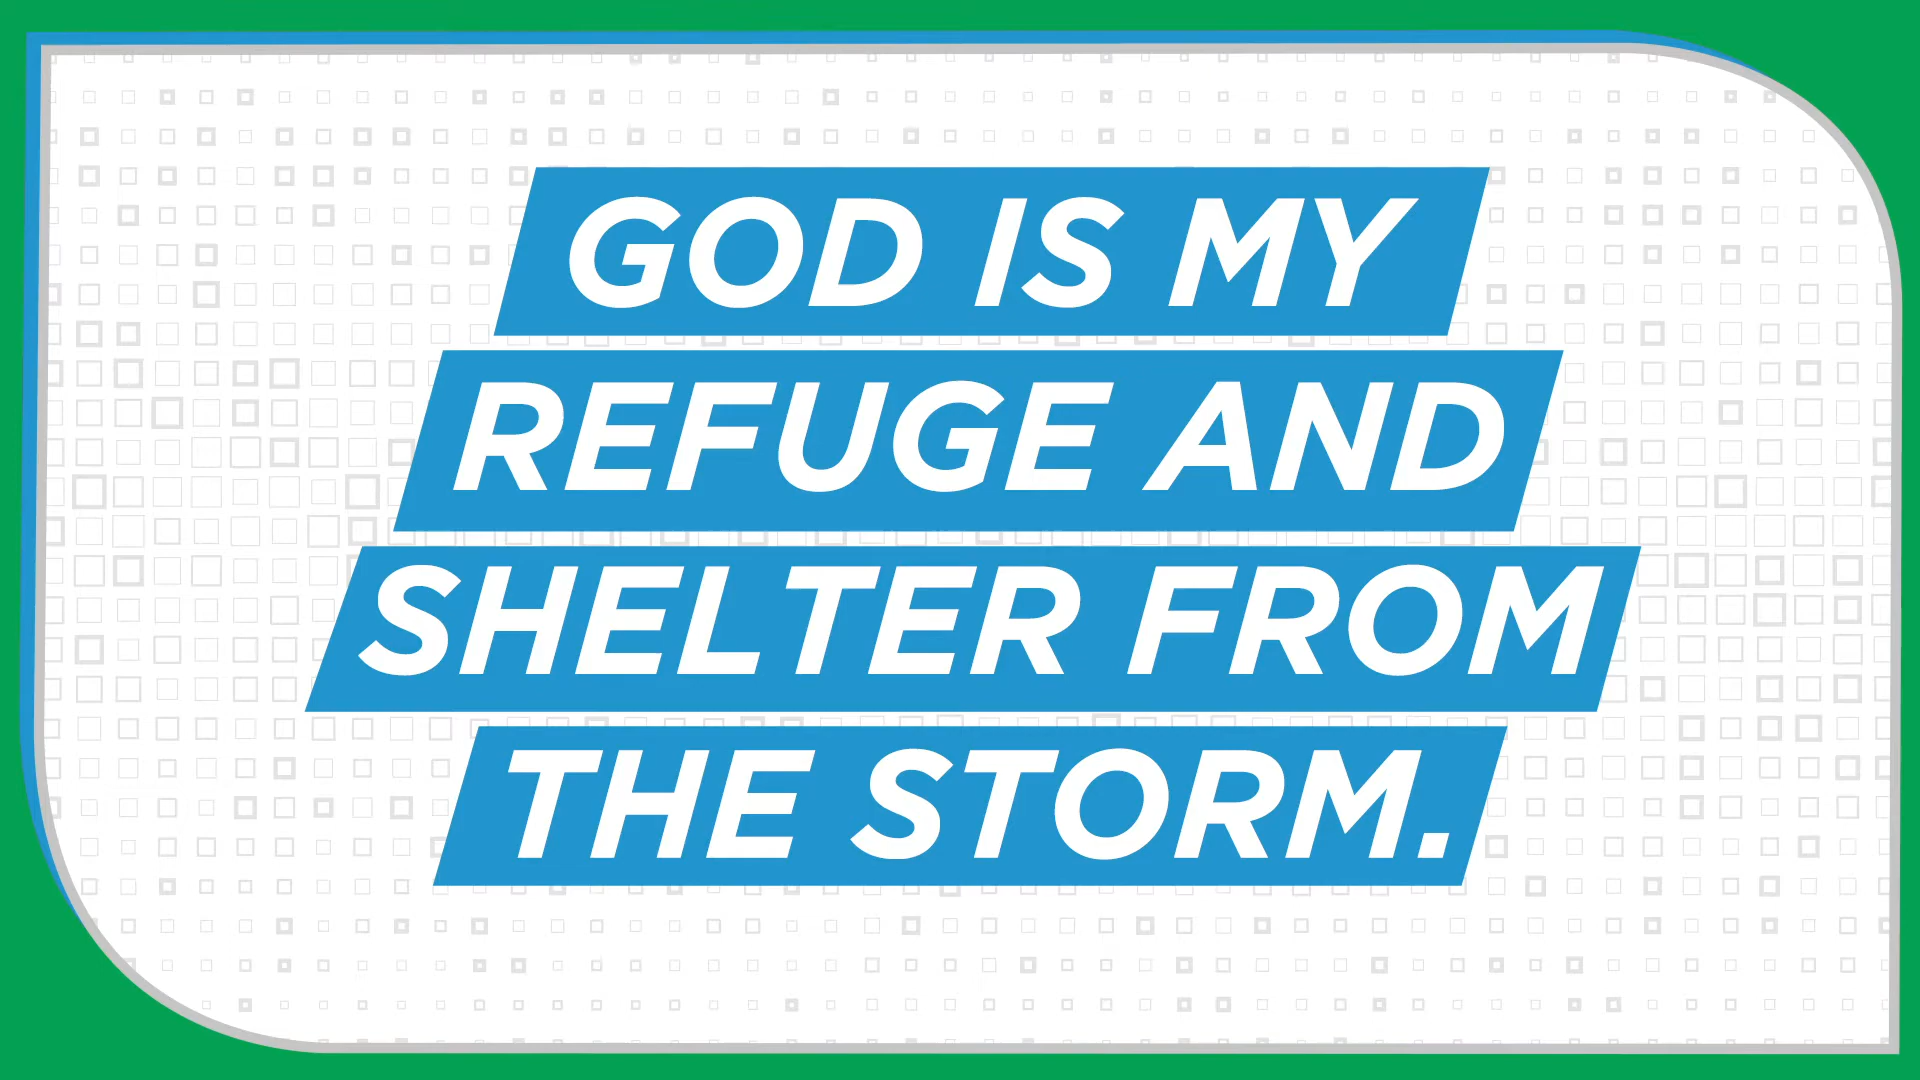 GOD IS MY
REFUGE AND
SHELTER FROM
THE STORM.